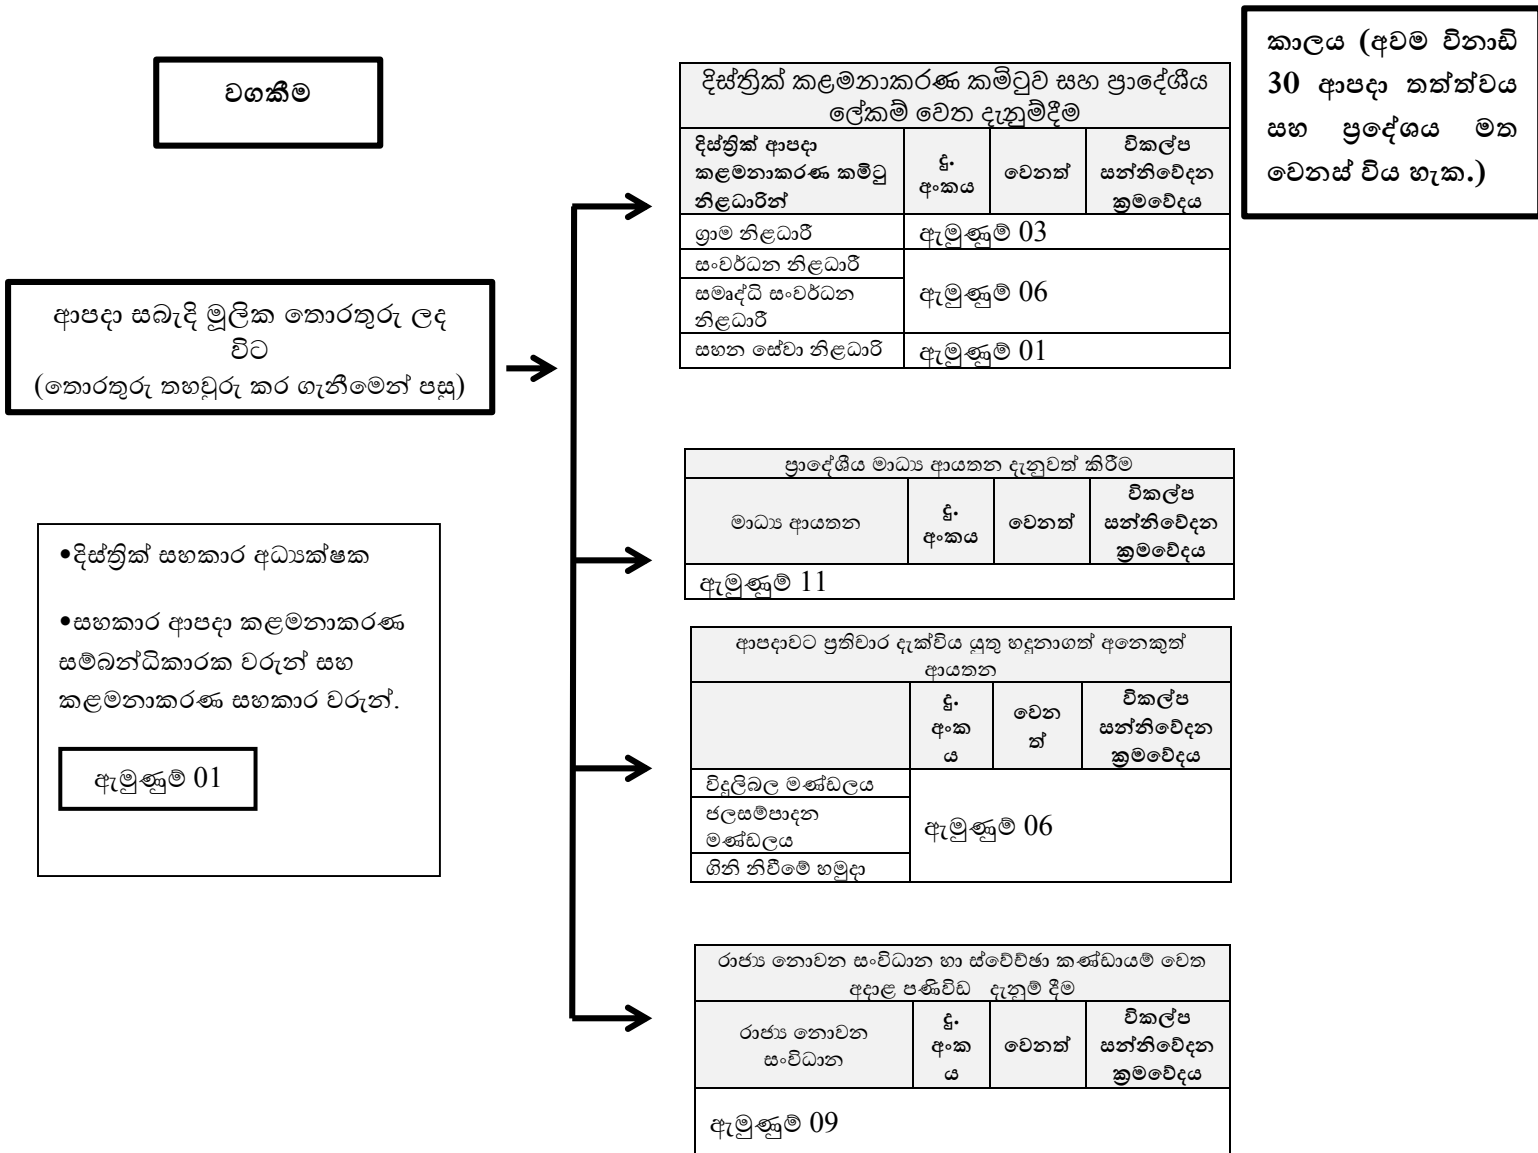 වගකීම
ආපදා සබැදි මූලික තොරතුරු ලද
විට
(තොරතුරු තහවුරු කර ගැනීමෙන් පසු)
•දිස්ත්‍රික් සහකාර අධ්‍යක්ෂක
•සහකාර ආපදා කළමනාකරණ
සම්බන්ධිකාරක වරුන් සහ
කළමනාකරණ සහකාර වරුන්.
ඇමුණුම් 01
දිස්ත්‍රික් කළමනාකරණ කමිටුව සහ ප්‍රාදේශීය
ලේකම් වෙත දැනුම්දීම
දිස්ත්‍රික් ආපදා
කළමනාකරණ කමිටු
නිළධාරින්
දු.
අංකය
වෙනත්
විකල්ප
සන්නිවේදන
ක්‍රමවේදය
ග්‍රාම නිළධාරී
ඇමුණුම් 03
සංවර්ධන නිළධාරී
සමෘද්ධි සංවර්ධන
නිළධාරී
ඇමුණුම් 06
සහන සේවා නිළධාරි
ඇමුණුම් 01
ප්‍රාදේශීය මාධ්‍ය ආයතන දැනුවත් කිරීම
මාධ්‍ය ආයතන
දු.
අංකය
වෙනත්
විකල්ප
සන්නිවේදන
ක්‍රමවේදය
ඇමුණුම් 11
ආපදාවට ප්‍රතිචාර දැක්විය යුතු හදුනාගත් අනෙකුත්
ආයතන
දු.
අංක
ය
වෙන
ත්
විකල්ප
සන්නිවේදන
ක්‍රමවේදය
විදුලිබල මණ්ඩලය
ජලසම්පාදන
මණ්ඩලය
ගිනි නිවීමේ හමුදා
ඇමුණුම් 06
රාජ්‍ය නොවන සංවිධාන හා ස්වේච්ඡා කණ්ඩායම් වෙත
අදාළ පණිවිඩ දැනුම් දීම
රාජ්‍ය නොවන
සංවිධාන
දු.
අංක
ය
වෙනත්
විකල්ප
සන්නිවේදන
ක්‍රමවේදය
ඇමුණුම් 09
කාලය (අවම විනාඩි
30 ආපදා තත්ත්වය
සහ ප්‍රදේශය මත
වෙනස් විය හැක.)